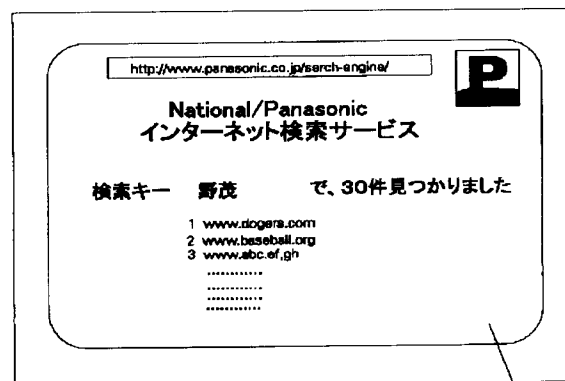 http://www.panasonic.co.jp/serch-engine/
P
National/Panasonic
インターネット検索サービス
検索キー 野茂 で、30件見つかりました
1 www.dogers.com
2 www.baseball.org
3 www.abc.ef,gh
............
............
............
............